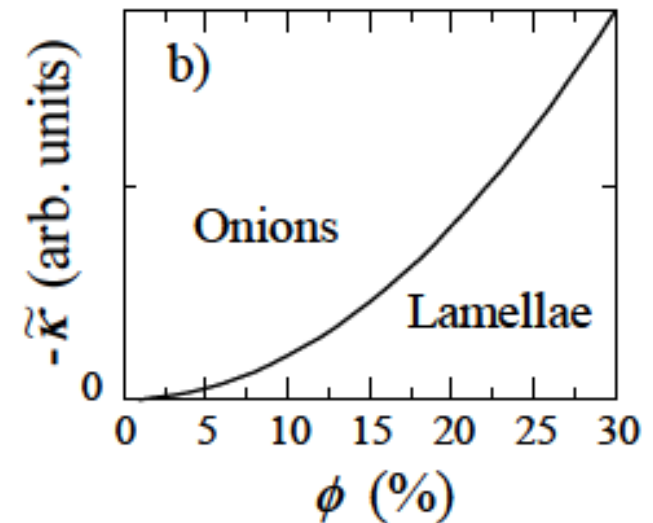 b)
-κ̃ (arb. units)
Onions
Lamellae
0
0 5 10 15 20 25 30
ϕ (%)